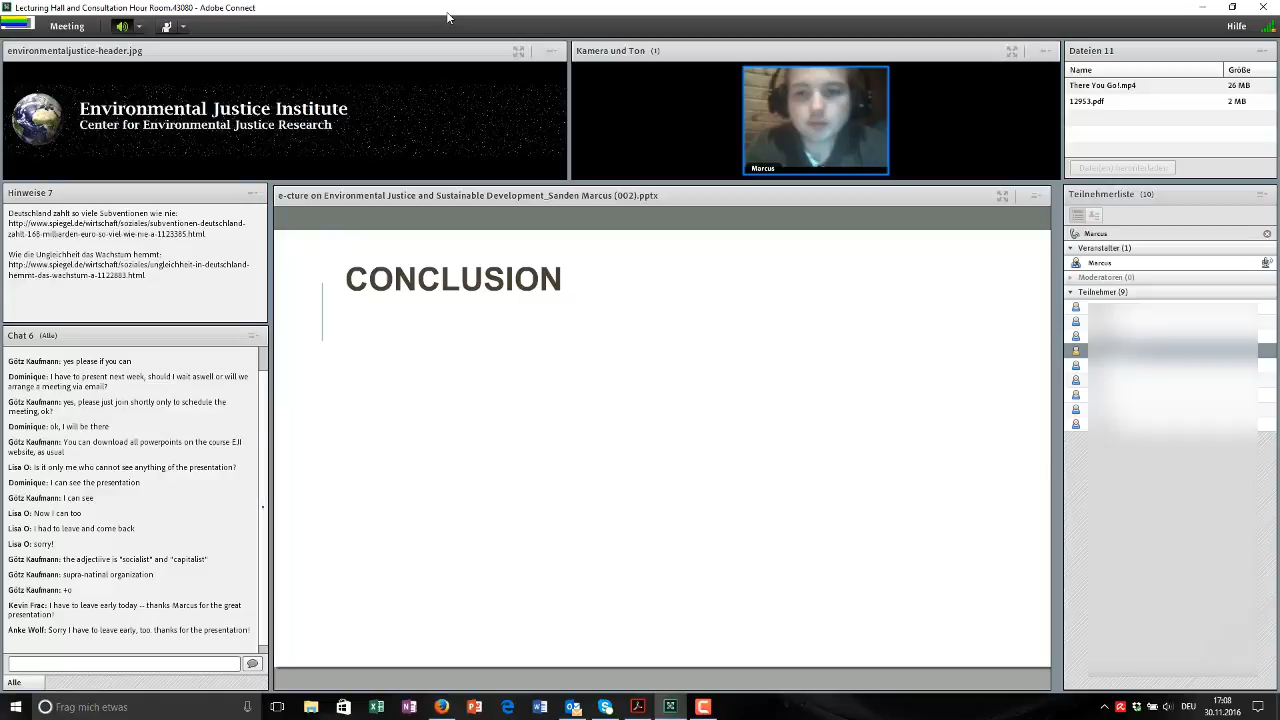 Lecturing Hall and Consultation Hour Room.43080 - Adobe Connect
Meeting
Hilfe
environmentaljustice-header.jpg
Environmental Justice Institute
Center for Environmental Justice Research
Kamera und Ton (1)
Marcus
Dateien 11
Name Größe
There You Go!.mp4 26 MB
12953.pdf 2 MB
Datei(en) herunterladen
Hinweise 7
Deutschland zahlt so viele Subventionen wie nie:
http://www.spiegel.de/wirtschaft/soziales/subventionen-deutschland-
zahlt-168-milliarden-euro-so-viel-wie-nie-a-1123385.html
Wie die Ungleichheit das Wachstum hemmt:
http://www.spiegel.de/wirtschaft/soziales/ungleichheit-in-deutschland-
hemmt-das-wachstum-a-1122883.html
Chat 6 (Alle)
Götz Kaufmann: yes please if you can
Dominique: I have to present next week, should I wait aswell or will we
arrange a meeting via email?
Götz Kaufmann: yes, please just join shortly only to schedule the
meeting, ok?
Dominique: ok, I will be there
Götz Kaufmann: You can download all powerpoints on the course EJI
website, as usual
Lisa O: Is it only me who cannot see anything of the presentation?
Dominique: I can see the presentation
Götz Kaufmann: I can see
Lisa O: Now I can too
Lisa O: I had to leave and come back
Lisa O: sorry!
Götz Kaufmann: the adjectiive is "socialist" and "capitalist"
Götz Kaufmann: supra-natinal organization
Götz Kaufmann: +o
Kevin Frac: I have to leave early today -- thanks Marcus for the great
presentation!
Anke Wolf: Sorry I have to leave early, too. thanks for the presentation!
Alle
e-cture on Environmental Justice and Sustainable Development_Sanden Marcus (002).pptx
CONCLUSION
Teilnehmerliste (10)
Marcus
Veranstalter (1)
Marcus
Moderatoren (0)
Teilnehmer (9)
Frag mich etwas
DEU
17:08
30.11.2016